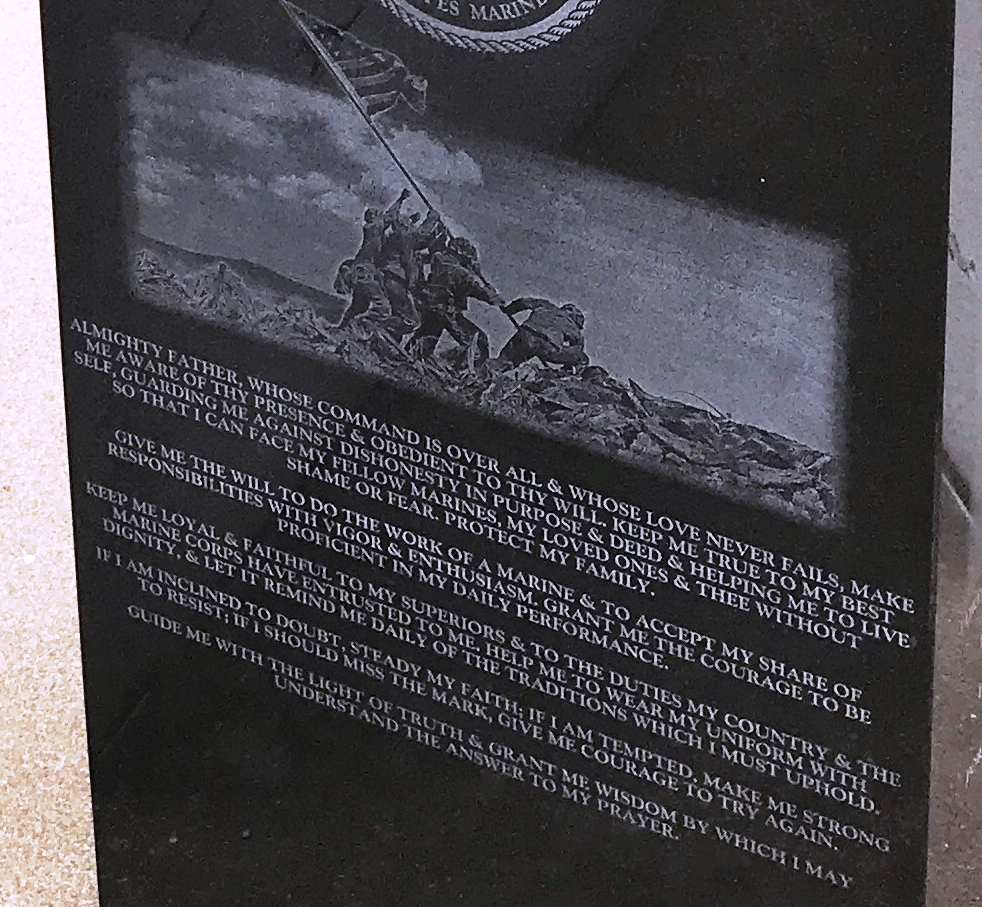 TES MARINE
ALMIGHTY FATHER, WHOSE COMMAND IS OVER ALL & WHOSE LOVE NEVER FAILS, MAKE
ME AWARE OF THY PRESENCE & OBEDIENT TO THY WILL. KEEP ME TRUE TO MY BEST
SELF, GUARDING ME AGAINST DISHONESTY IN PURPOSE & DEED & HELPING ME TO LIVE
SO THAT I CAN FACE MY FELLOW MARINES, MY LOVED ONES & THEE WITHOUT
SHAME OR FEAR. PROTECT MY FAMILY.
GIVE ME THE WILL TO DO THE WORK OF A MARINE & TO ACCEPT MY SHARE OF
RESPONSIBILITIES WITH VIGOR & ENTHUSIASM. GRANT ME THE COURAGE TO BE
PROFICIENT IN MY DAILY PERFORMANCE.
KEEP ME LOYAL & FAITHFUL TO MY SUPERIORS & TO THE DUTIES MY COUNTRY & THE
MARINE CORPS HAVE ENTRUSTED TO ME. HELP ME TO WEAR MY UNIFORM WITH
DIGNITY, & LET IT REMIND ME DAILY OF THE TRADITIONS WHICH I MUST UPHOLD.
IF I AM INCLINED TO DOUBT, STEADY MY FAITH; IF I AM TEMPTED, MAKE ME STRONG
TO RESIST; IF I SHOULD MISS THE MARK, GIVE ME COURAGE TO TRY AGAIN.
GUIDE ME WITH THE LIGHT OF TRUTH & GRANT ME WISDOM BY WHICH I MAY
UNDERSTAND THE ANSWER TO MY PRAYER.